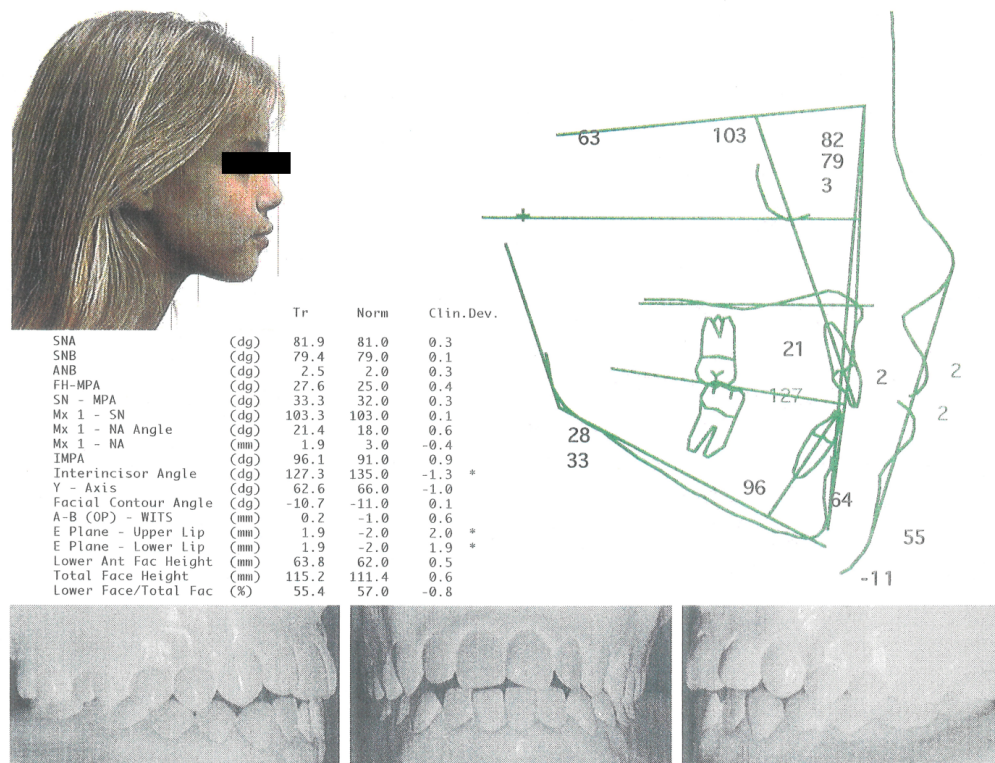 63
103
82
79
3
21
2
2
127
2
28
33
96
64
55
-11
Tr Norm Clin.Dev.
SNA (dg) 81.9 81.0 0.3
SNB (dg) 79.4 79.0 0.1
ANB (dg) 2.5 2.0 0.3
FH-MPA (dg) 27.6 25.0 0.4
SN - MPA (dg) 33.3 32.0 0.3
Mx 1 - SN (dg) 103.3 103.0 0.1
Mx 1 - NA Angle (dg) 21.4 18.0 0.6
Mx 1 - NA (mm) 1.9 3.0 -0.4
IMPA (dg) 96.1 91.0 0.9
Interincisor Angle (dg) 127.3 135.0 -1.3 *
Y - Axis (dg) 62.6 66.0 -1.0
Facial Contour Angle (dg) -10.7 -11.0 0.1
A-B (OP) - WITS (mm) 0.2 -1.0 0.6
E Plane - Upper Lip (mm) 1.9 -2.0 2.0 *
E Plane - Lower Lip (mm) 1.9 -2.0 1.9 *
Lower Ant Fac Height (mm) 63.8 62.0 0.5
Total Face Height (mm) 115.2 111.4 0.6
Lower Face/Total Fac (%) 55.4 57.0 -0.8